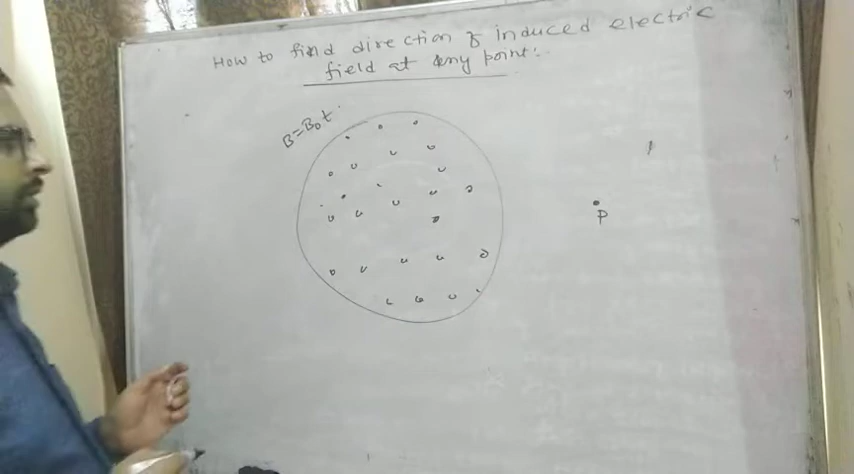 How to find direction of induced electric
field at any point:
B=B₀t
P